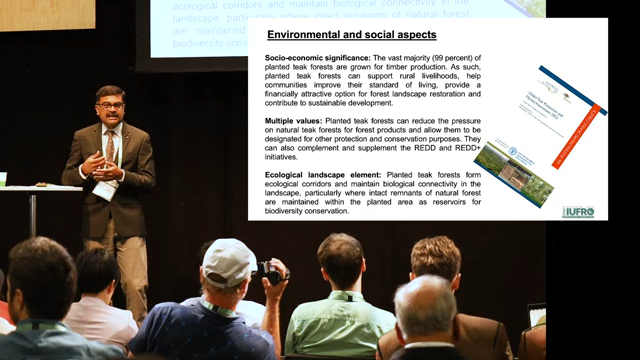 ecological corridors and maintain biological connectivity in the
landscape, particularly where intact remnants of natural forest
are maintained
biodiversity
Environmental and social aspects
Socio-economic significance: The vast majority (99 percent) of
planted teak forests are grown for timber production. As such,
planted teak forests can support rural livelihoods, help
communities improve their standard of living, provide a
financially attractive option for forest landscape restoration and
contribute to sustainable development.
Multiple values: Planted teak forests can reduce the pressure
on natural teak forests for forest products and allow them to be
designated for other protection and conservation purposes. They
can also complement and supplement the REDD and REDD+
initiatives.
Ecological landscape element: Planted teak forests form
ecological corridors and maintain biological connectivity in the
landscape, particularly where intact remnants of natural forest
are maintained within the planted area as reservoirs for
biodiversity conservation.
Global Teak Resources and
IUFRO